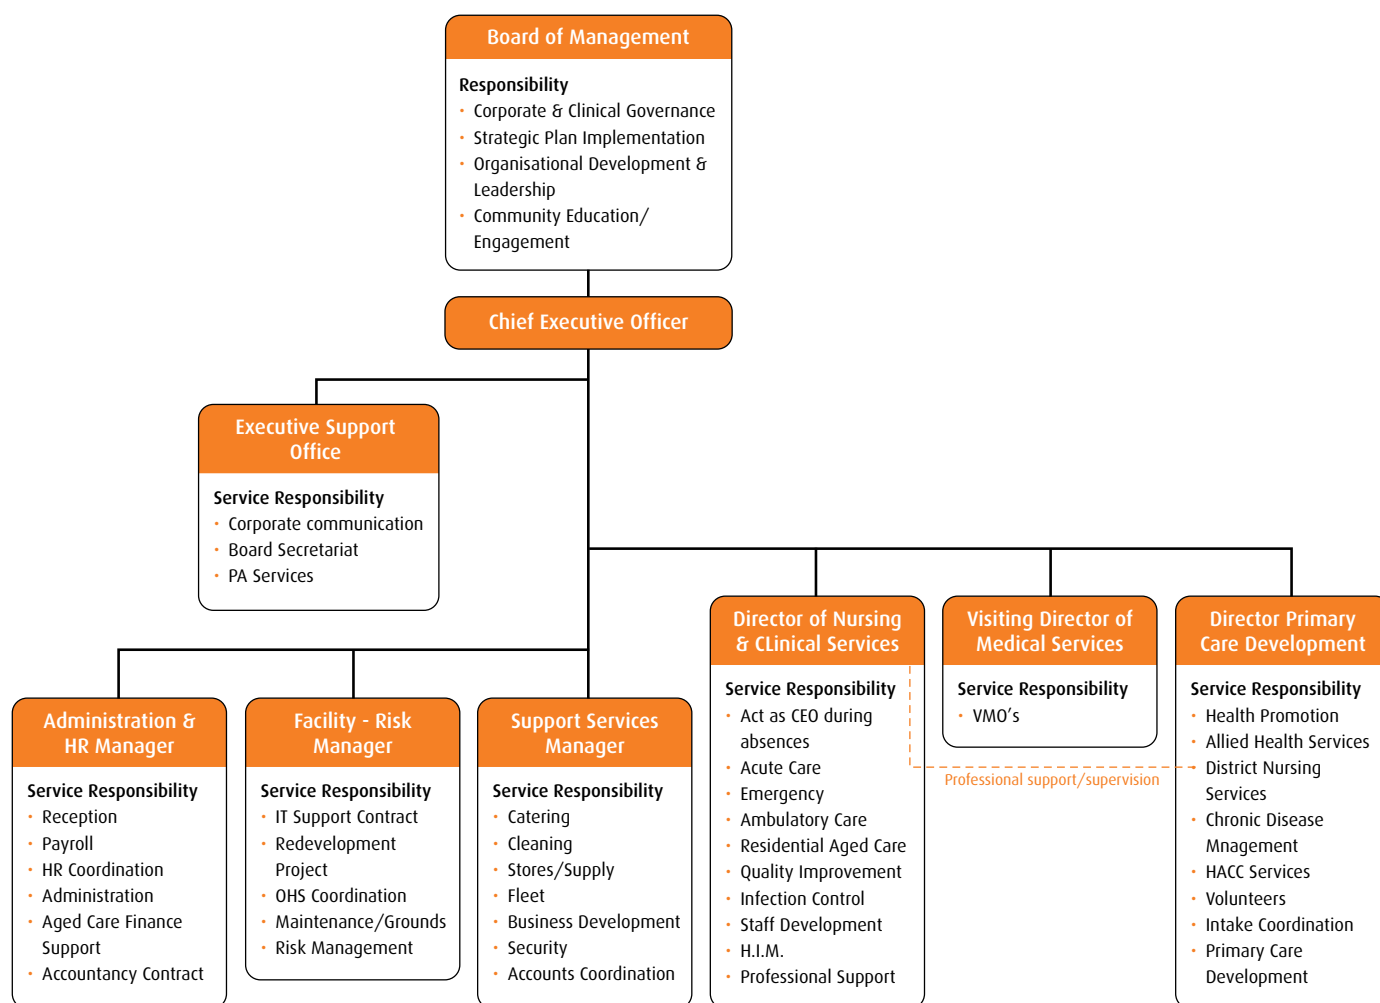 Board of Management
Responsibility
• Corporate & Clinical Governance
• Strategic Plan Implementation
• Organisational Development &
Leadership
• Community Education/
Engagement
Chief Executive Officer
Executive Support
Office
Service Responsibility
• Corporate communication
• Board Secretariat
• PA Services
Director of Nursing
& CLinical Services
Service Responsibility
• Act as CEO during
absences
• Acute Care
• Emergency
• Ambulatory Care
• Residential Aged Care
• Quality Improvement
• Infection Control
• Staff Development
• H.I.M.
• Professional Support
Visiting Director of
Medical Services
Service Responsibility
• VMO's
Professional support/supervision
Director Primary
Care Development
Service Responsibility
• Health Promotion
• Allied Health Services
• District Nursing
Services
• Chronic Disease
Mnagement
• HACC Services
• Volunteers
• Intake Coordination
• Primary Care
Development
Administration &
HR Manager
Service Responsibility
• Reception
• Payroll
• HR Coordination
• Administration
• Aged Care Finance
Support
• Accountancy Contract
Facility - Risk
Manager
Service Responsibility
• IT Support Contract
• Redevelopment
Project
• OHS Coordination
• Maintenance/Grounds
• Risk Management
Support Services
Manager
Service Responsibility
• Catering
• Cleaning
• Stores/Supply
• Fleet
• Business Development
• Security
• Accounts Coordination